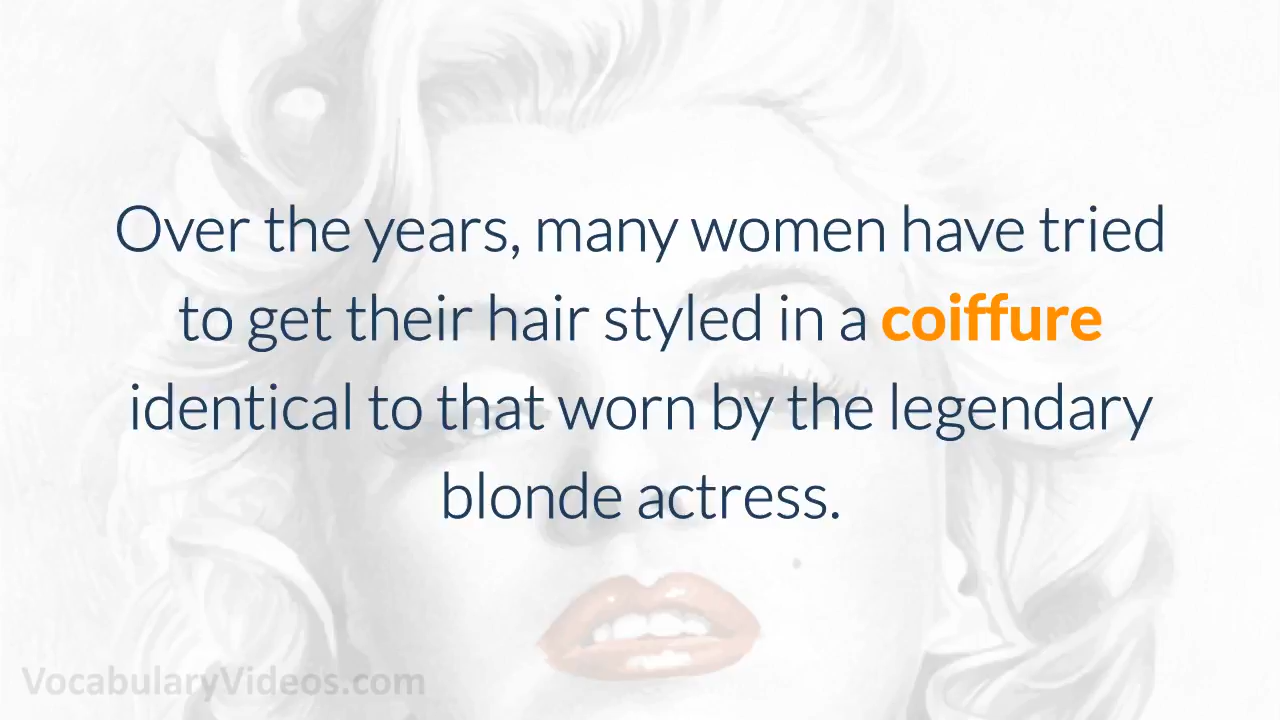 Over the years, many women have tried
to get their hair styled in a coiffure
identical to that worn by the legendary
blonde actress.
VocabularyVideos.com